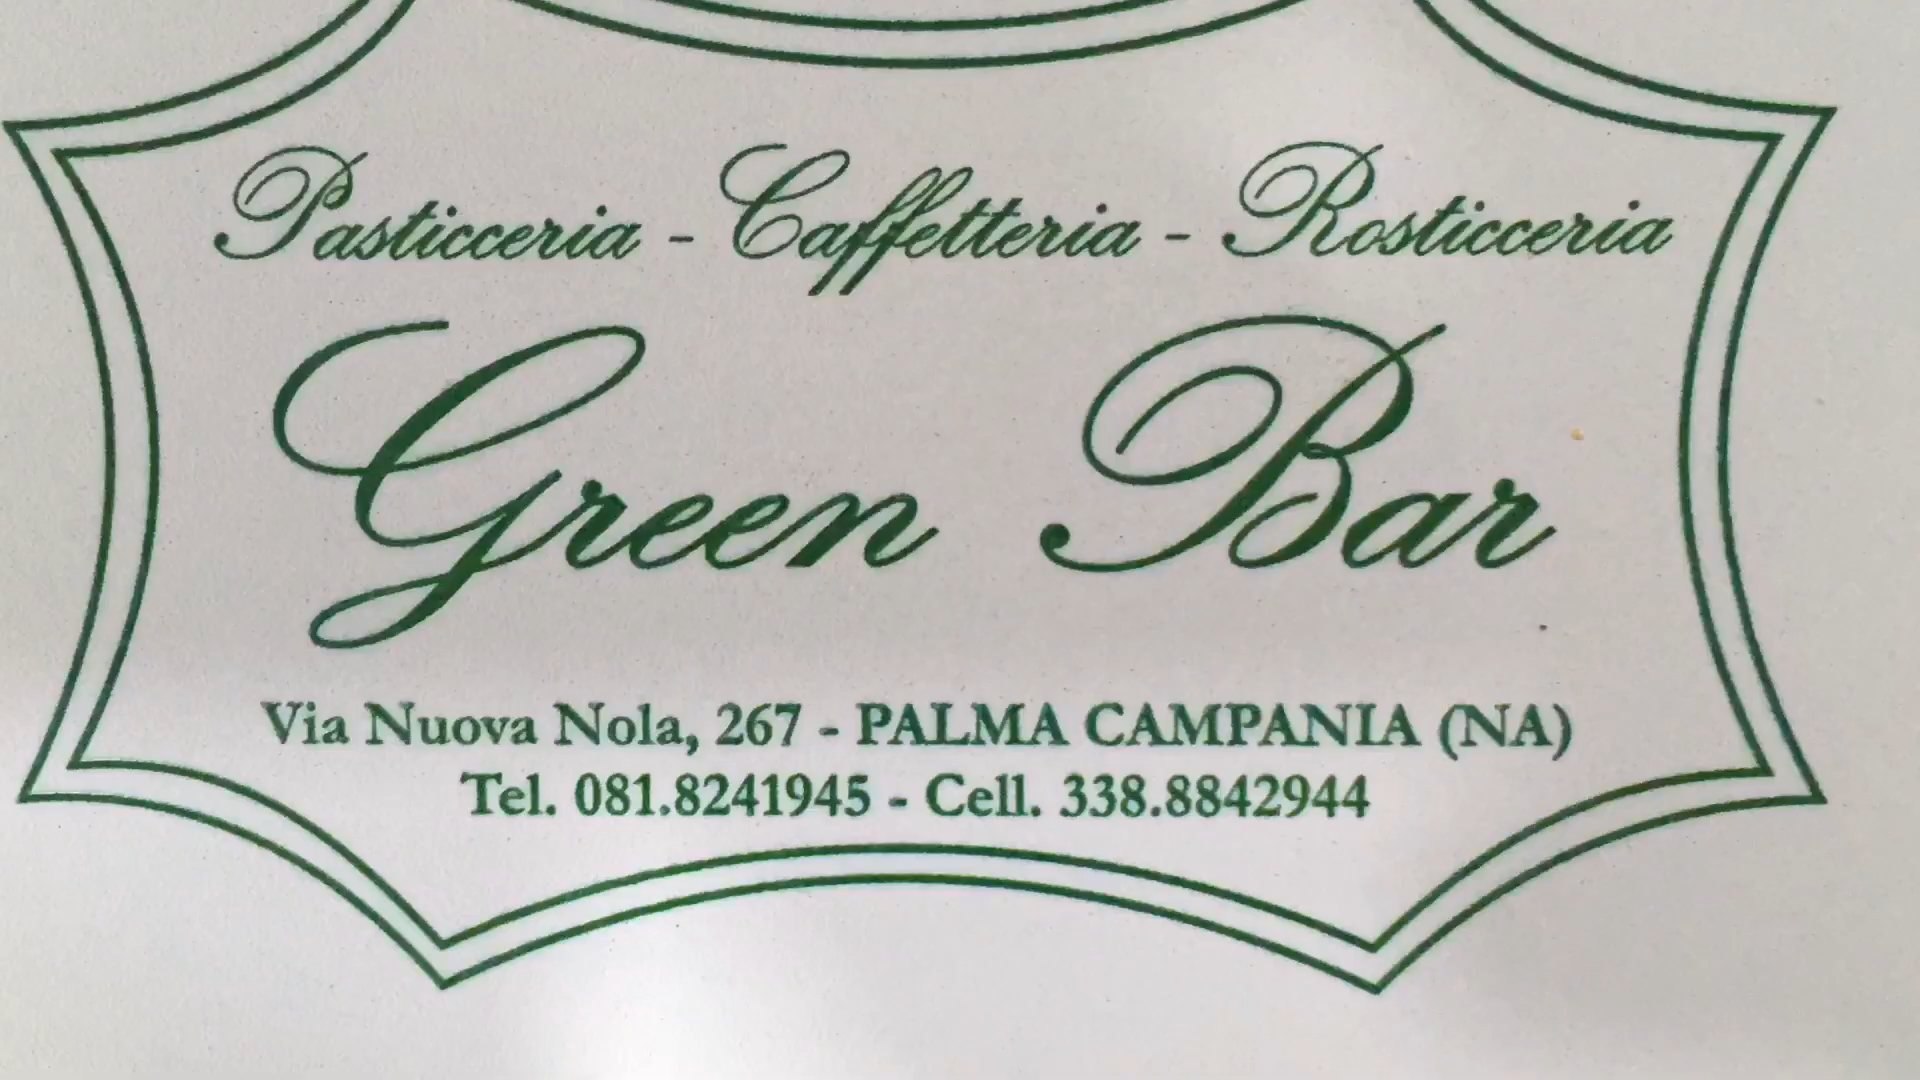 Pasticceria - Caffetteria - Rosticceria
Green Bar
Via Nuova Nola, 267 - PALMA CAMPANIA (NA)
Tel. 081.8241945 - Cell. 338.8842944